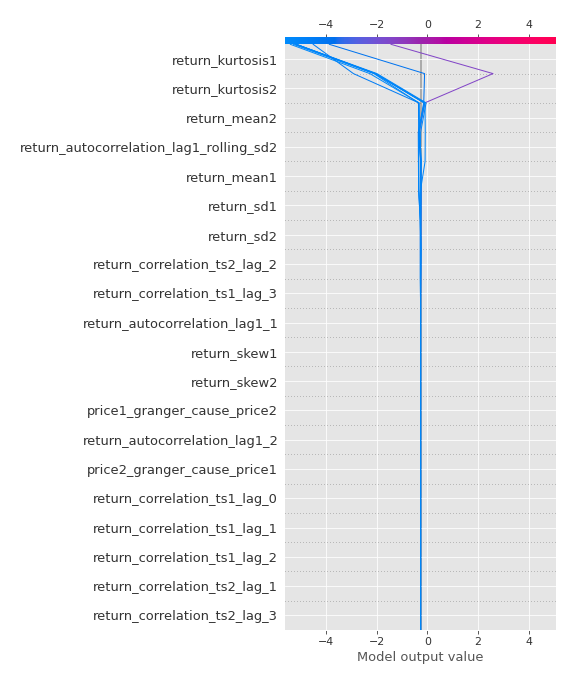 −4 −2 0 2 4
return_kurtosis1
return_kurtosis2
return_mean2
return_autocorrelation_lag1_rolling_sd2
return_mean1
return_sd1
return_sd2
return_correlation_ts2_lag_2
return_correlation_ts1_lag_3
return_autocorrelation_lag1_1
return_skew1
return_skew2
price1_granger_cause_price2
return_autocorrelation_lag1_2
price2_granger_cause_price1
return_correlation_ts1_lag_0
return_correlation_ts1_lag_1
return_correlation_ts1_lag_2
return_correlation_ts2_lag_1
return_correlation_ts2_lag_3
−4 −2 0 2 4
Model output value